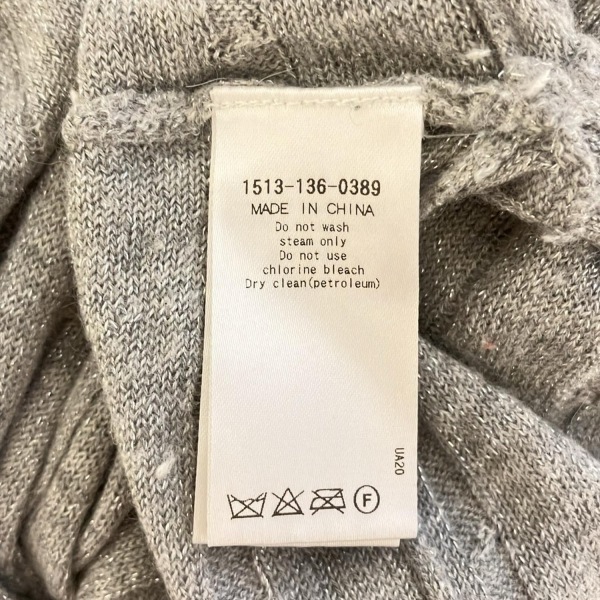 1513-136-0389
MADE IN CHINA
Do not wash
steam only
Do not use
chlorine bleach
Dry clean(petroleum)
UA20
F